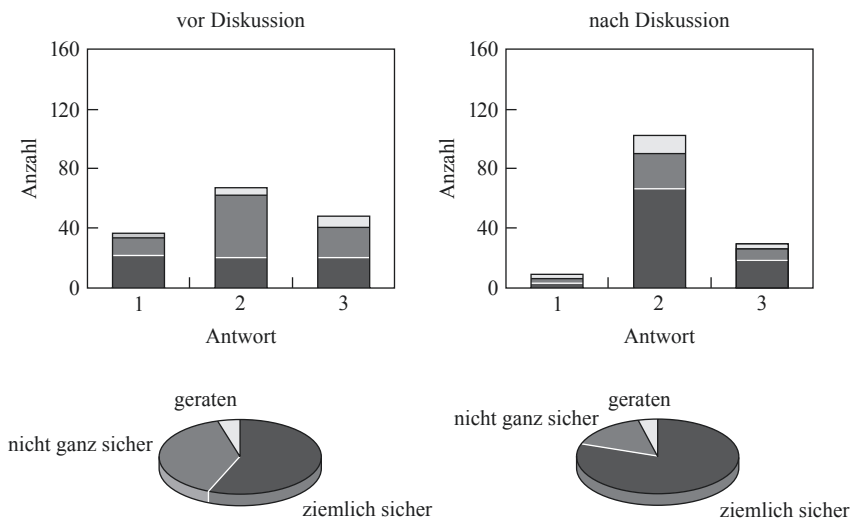 vor Diskussion
160
120
80
40
0
Anzahl
1 2 3
Antwort
nach Diskussion
160
120
80
40
0
Anzahl
1 2 3
Antwort
geraten
nicht ganz sicher
ziemlich sicher
geraten
nicht ganz sicher
ziemlich sicher